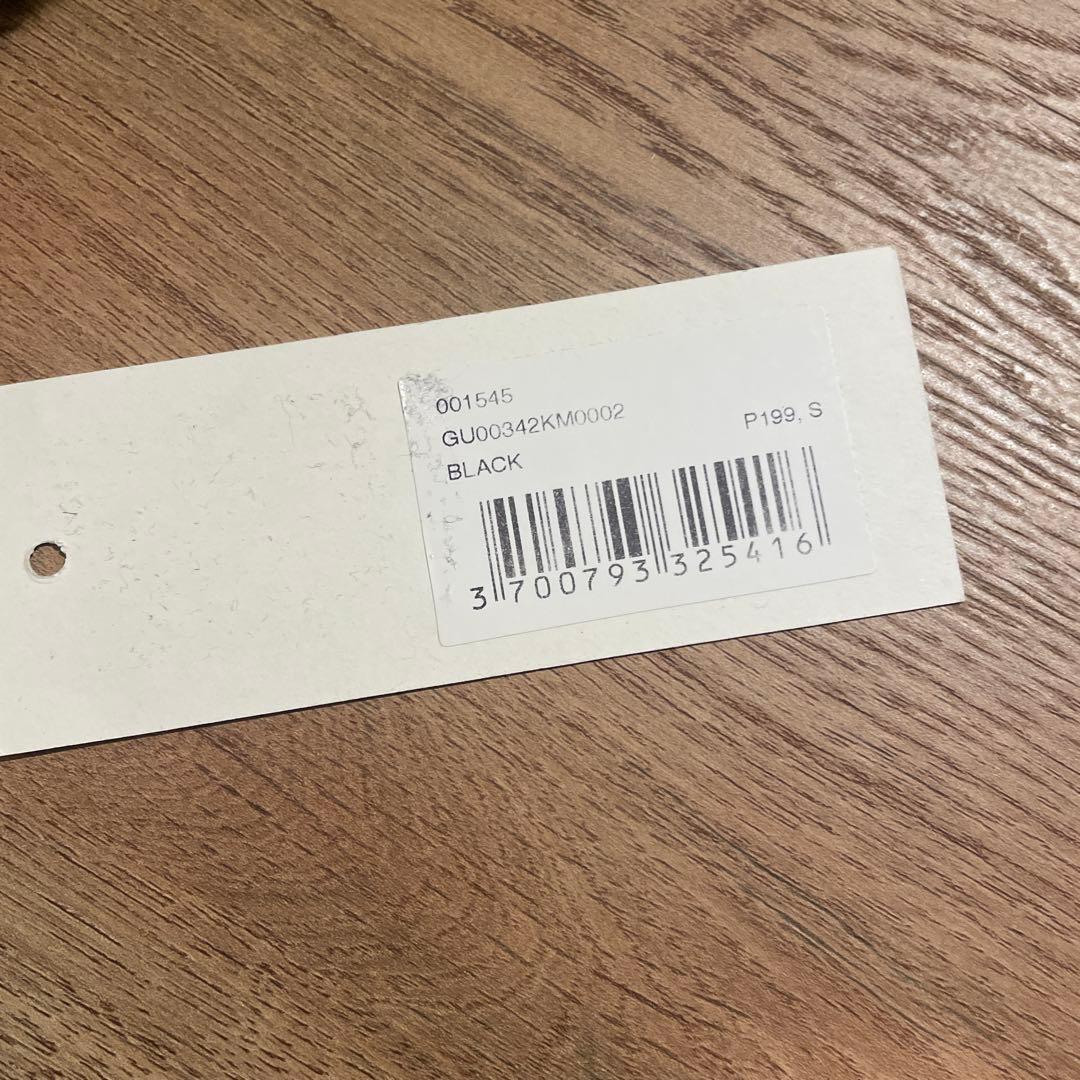 001545
GU00342KM0002
P199, S
BLACK
3 700793 325416